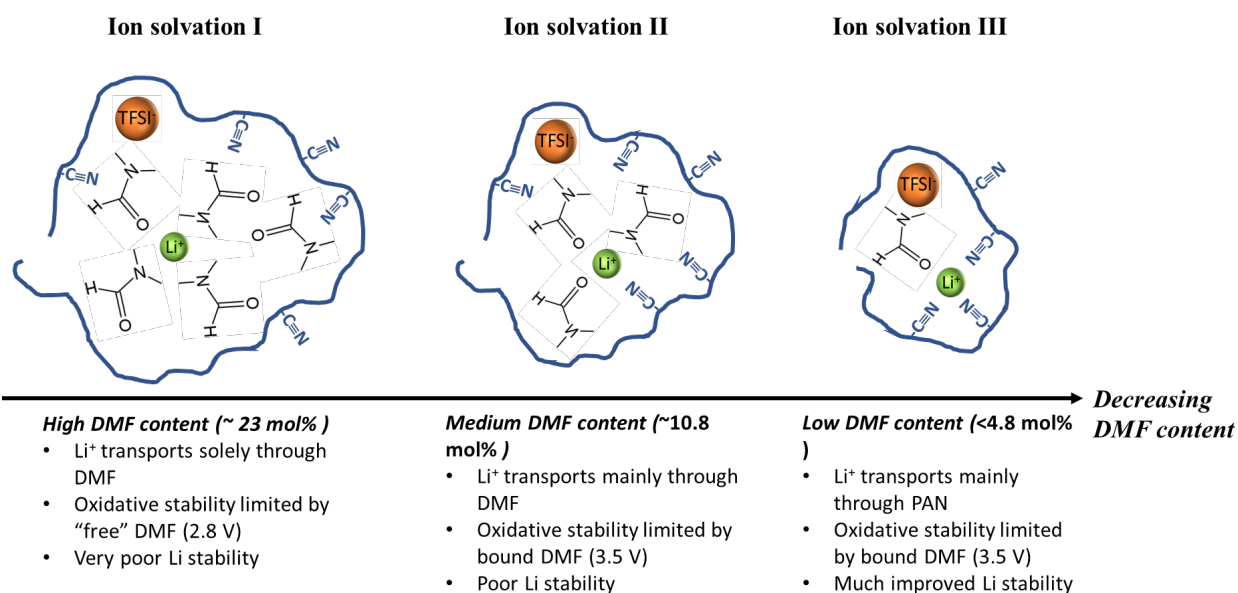 Ion solvation I
Ion solvation II
Ion solvation III
TFSI-
C≡N
C≡N
C≡N
C≡N
C≡N
H
N
O
H
N
O
H
N
O
H
N
O
H
N
O
Li+
TFSI-
C≡N
C≡N
C≡N
C≡N
C≡N
H
N
O
H
N
O
H
N
O
Li+
TFSI-
C≡N
C≡N
C≡N
C≡N
H
N
O
Li+
Decreasing
DMF content
High DMF content (~ 23 mol% )
• Li+ transports solely through
DMF
• Oxidative stability limited by
“free” DMF (2.8 V)
• Very poor Li stability
Medium DMF content (~10.8
mol% )
• Li+ transports mainly through
DMF
• Oxidative stability limited by
bound DMF (3.5 V)
• Poor Li stability
Low DMF content (<4.8 mol%
)
• Li+ transports mainly
through PAN
• Oxidative stability limited
by bound DMF (3.5 V)
• Much improved Li stability